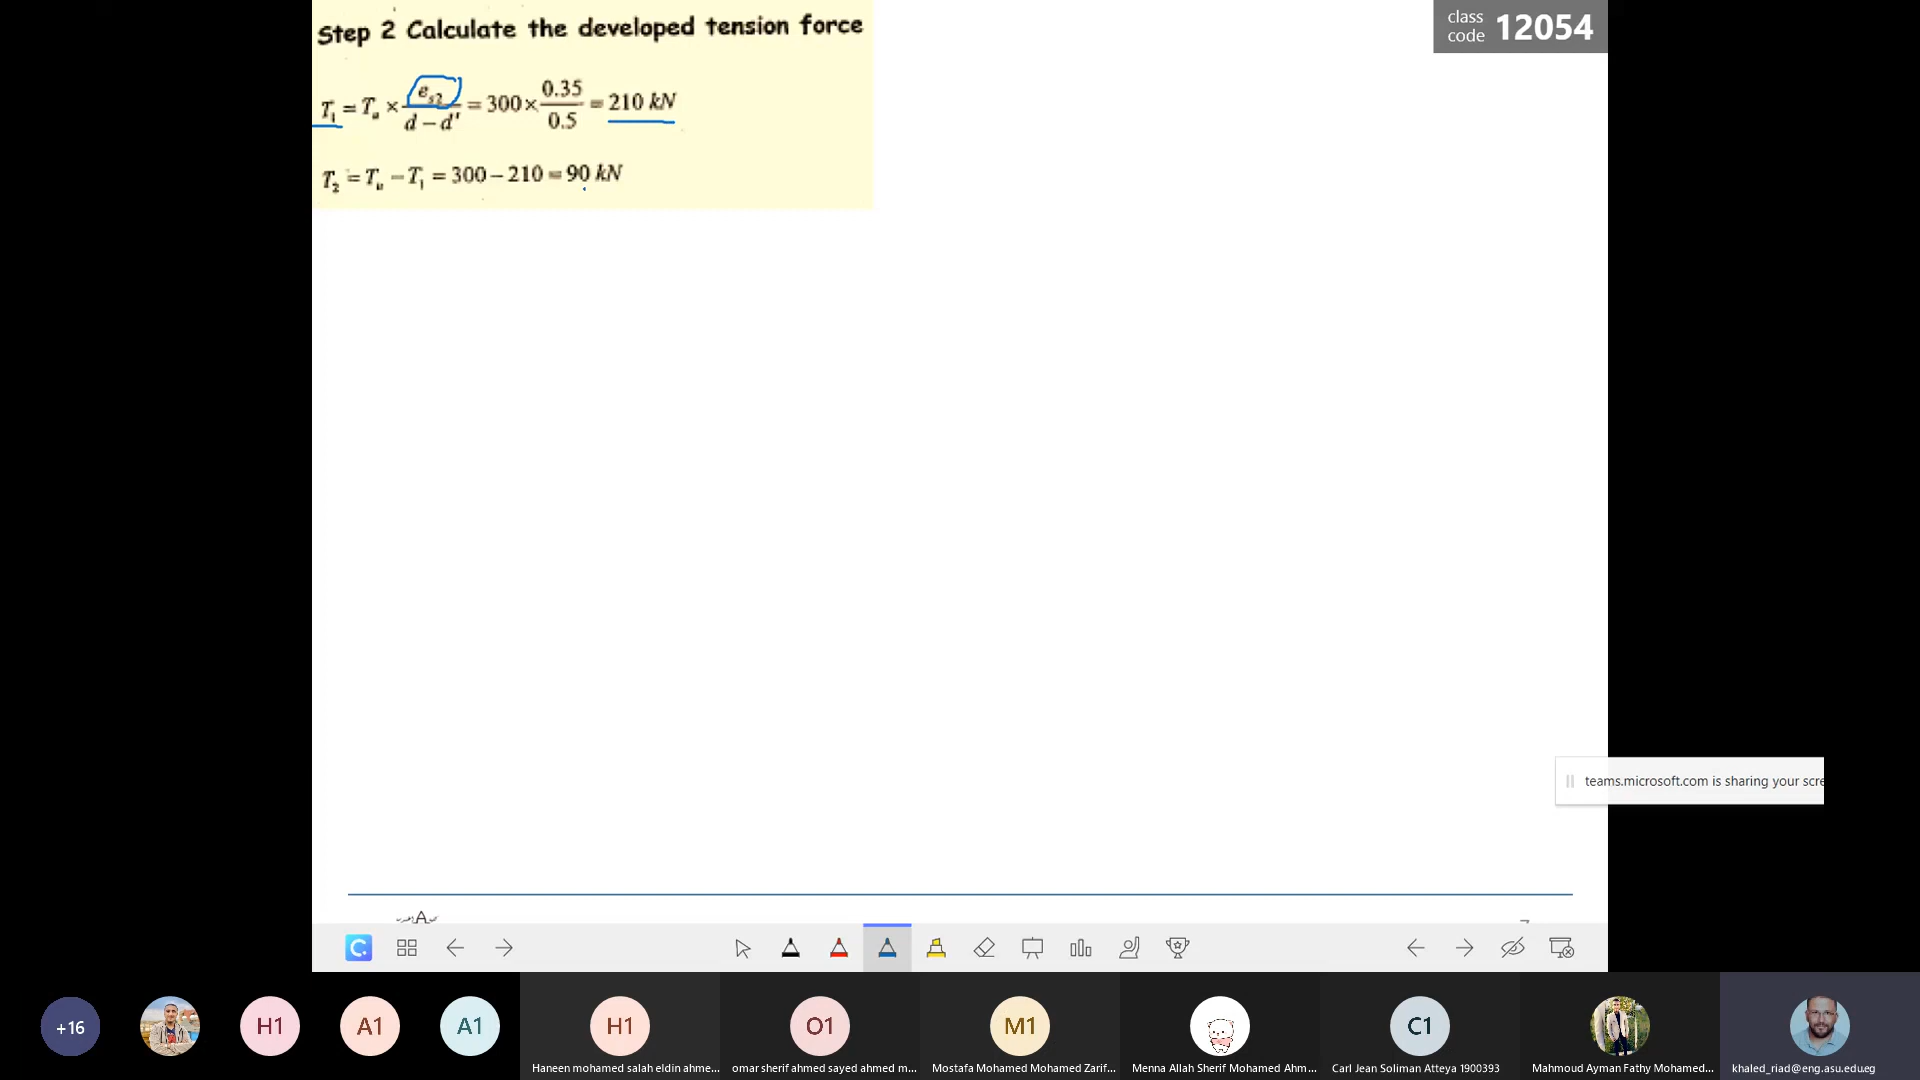 class code 12054
Step 2 Calculate the developed tension force
T₁ = Tᵤ × e_s2 / (d − d') = 300 × 0.35 / 0.5 = 210 kN
T₂ = Tᵤ − T₁ = 300 − 210 = 90 kN
teams.microsoft.com is sharing your scre
+16
H1
A1
A1
H1
O1
M1
C1
Haneen mohamed salah eldin ahme...
omar sherif ahmed sayed ahmed m...
Mostafa Mohamed Mohamed Zarif...
Menna Allah Sherif Mohamed Ahm...
Carl Jean Soliman Atteya 1900393
Mahmoud Ayman Fathy Mohamed...
khaled_riad@eng.asu.edu.eg